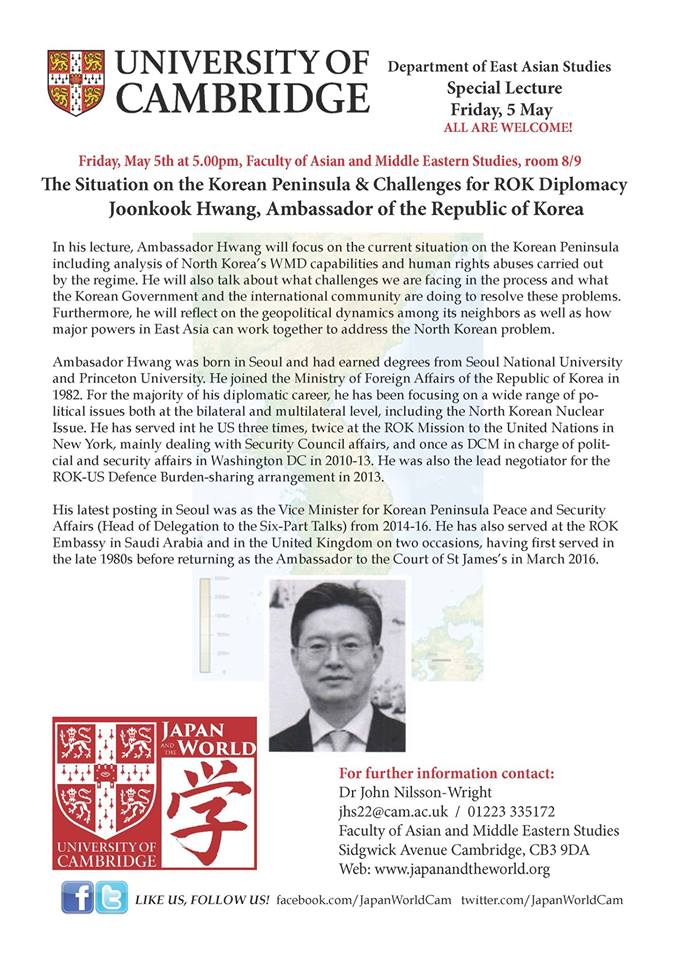 UNIVERSITY OF
CAMBRIDGE
Department of East Asian Studies
Special Lecture
Friday, 5 May
ALL ARE WELCOME!
Friday, May 5th at 5.00pm, Faculty of Asian and Middle Eastern Studies, room 8/9
The Situation on the Korean Peninsula & Challenges for ROK Diplomacy
Joonkook Hwang, Ambassador of the Republic of Korea
In his lecture, Ambassador Hwang will focus on the current situation on the Korean Peninsula
including analysis of North Korea's WMD capabilities and human rights abuses carried out
by the regime. He will also talk about what challenges we are facing in the process and what
the Korean Government and the international community are doing to resolve these problems.
Furthermore, he will reflect on the geopolitical dynamics among its neighbors as well as how
major powers in East Asia can work together to address the North Korean problem.
Ambasador Hwang was born in Seoul and had earned degrees from Seoul National University
and Princeton University. He joined the Ministry of Foreign Affairs of the Republic of Korea in
1982. For the majority of his diplomatic career, he has been focusing on a wide range of po-
litical issues both at the bilateral and multilateral level, including the North Korean Nuclear
Issue. He has served int he US three times, twice at the ROK Mission to the United Nations in
New York, mainly dealing with Security Council affairs, and once as DCM in charge of polit-
cial and security affairs in Washington DC in 2010-13. He was also the lead negotiator for the
ROK-US Defence Burden-sharing arrangement in 2013.
His latest posting in Seoul was as the Vice Minister for Korean Peninsula Peace and Security
Affairs (Head of Delegation to the Six-Part Talks) from 2014-16. He has also served at the ROK
Embassy in Saudi Arabia and in the United Kingdom on two occasions, having first served in
the late 1980s before returning as the Ambassador to the Court of St James's in March 2016.
JAPAN
AND THE WORLD
学
UNIVERSITY OF
CAMBRIDGE
For further information contact:
Dr John Nilsson-Wright
jhs22@cam.ac.uk / 01223 335172
Faculty of Asian and Middle Eastern Studies
Sidgwick Avenue Cambridge, CB3 9DA
Web: www.japanandtheworld.org
LIKE US, FOLLOW US! facebook.com/JapanWorldCam twitter.com/JapanWorldCam